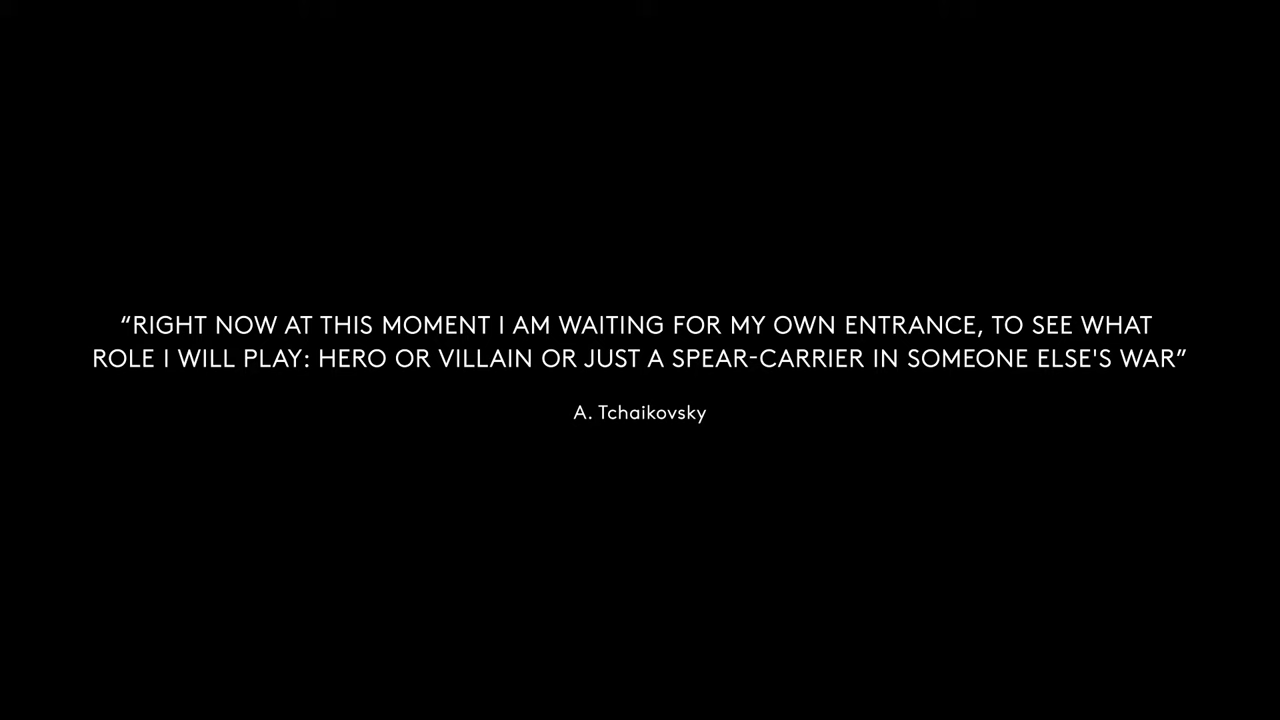 “RIGHT NOW AT THIS MOMENT I AM WAITING FOR MY OWN ENTRANCE, TO SEE WHAT
ROLE I WILL PLAY: HERO OR VILLAIN OR JUST A SPEAR-CARRIER IN SOMEONE ELSE'S WAR”
A. Tchaikovsky